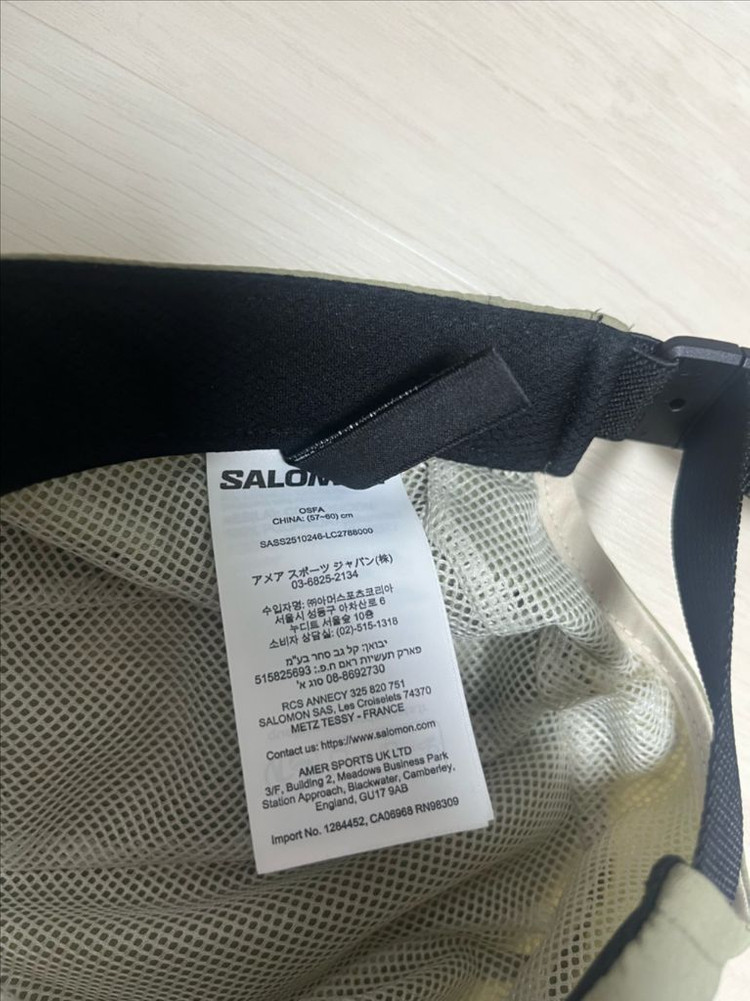 SALOM
OSFA
CHINA: (57~60) cm
SASS2510246-LC2788000
アメア スポーツ ジャパン(株)
03-6825-2134
수입자명: ㈜아머스포츠코리아
서울시 성동구 아차산로 6
누디트 서울숲 10층
소비자 상담실: (02)-515-1318
יבואן: קל גב סחר בע"מ
פארק תעשיות ראם ח.פ.: 515825693
08-8692730 סוג א'
RCS ANNECY 325 820 751
SALOMON SAS, Les Croiselets 74370
METZ TESSY - FRANCE
Contact us: https://www.salomon.com
AMER SPORTS UK LTD
3/F, Building 2, Meadows Business Park
Station Approach, Blackwater, Camberley,
England, GU17 9AB
Import No. 1284452, CA06968 RN98309